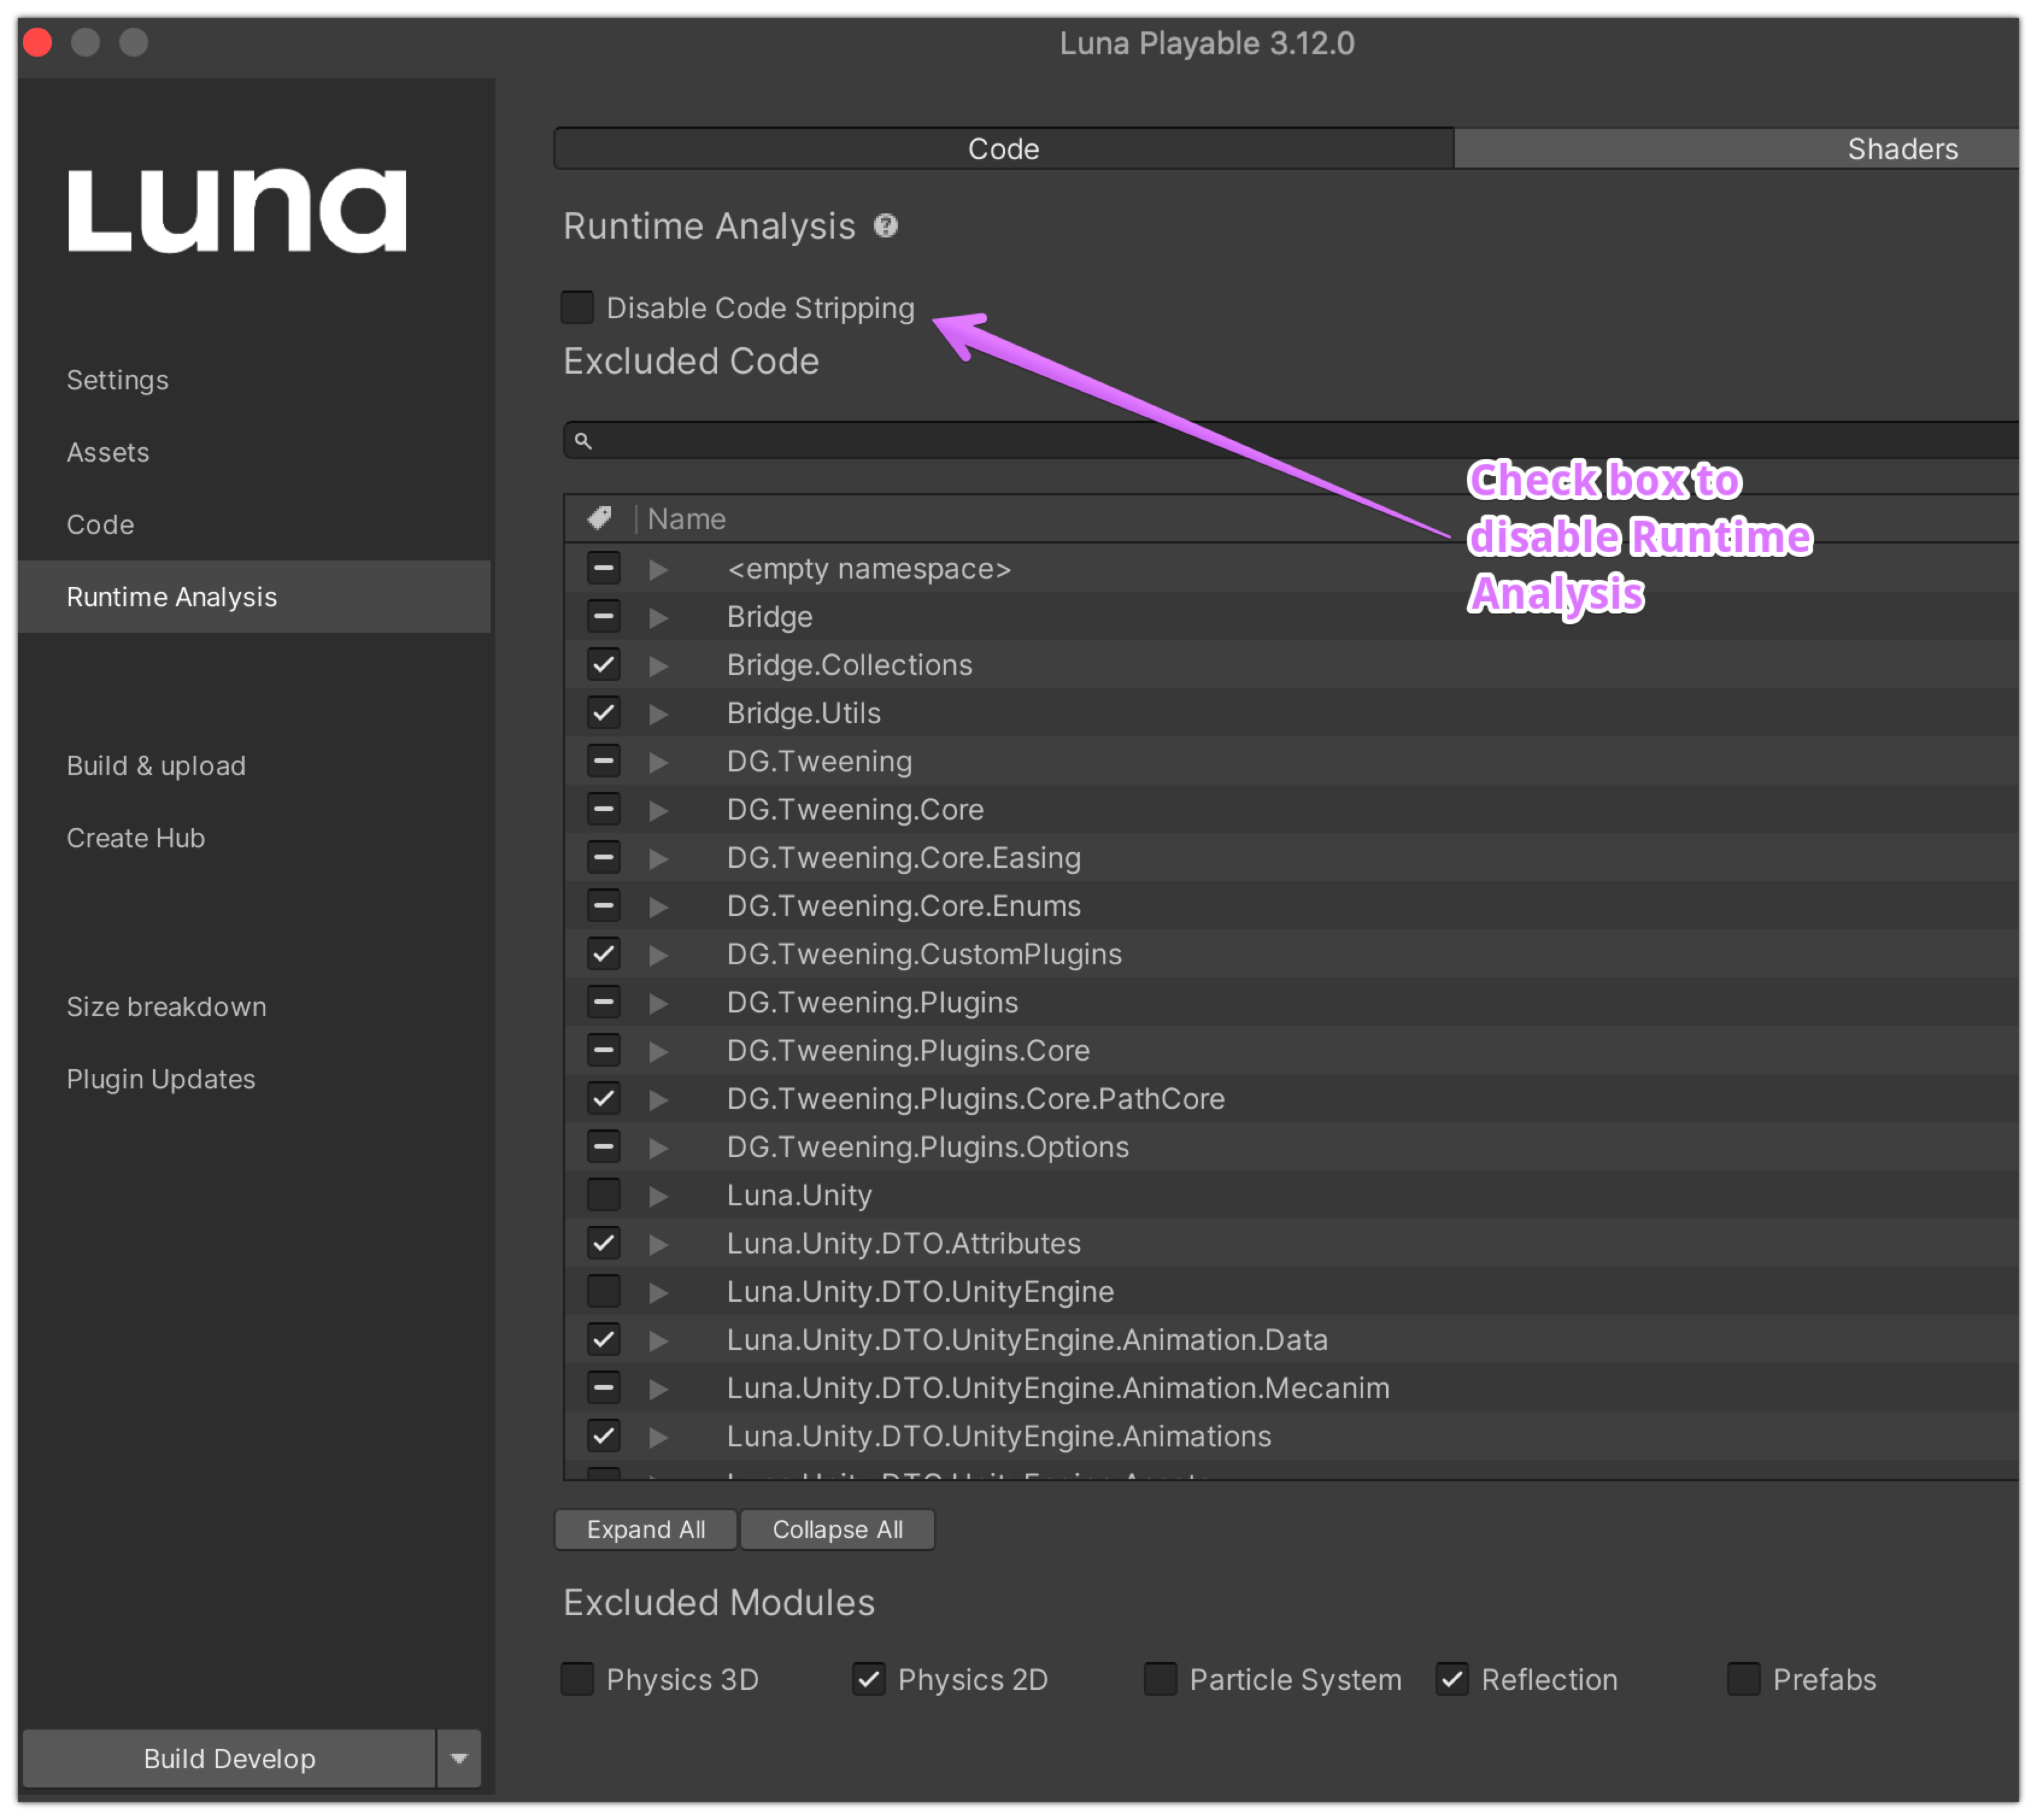 Luna Playable 3.12.0
Luna
Code
Shaders
Runtime Analysis
Disable Code Stripping
Excluded Code
Check box to
disable Runtime
Analysis
Settings
Assets
Code
Runtime Analysis
Build & upload
Create Hub
Size breakdown
Plugin Updates
Build Develop
Name
<empty namespace>
Bridge
Bridge.Collections
Bridge.Utils
DG.Tweening
DG.Tweening.Core
DG.Tweening.Core.Easing
DG.Tweening.Core.Enums
DG.Tweening.CustomPlugins
DG.Tweening.Plugins
DG.Tweening.Plugins.Core
DG.Tweening.Plugins.Core.PathCore
DG.Tweening.Plugins.Options
Luna.Unity
Luna.Unity.DTO.Attributes
Luna.Unity.DTO.UnityEngine
Luna.Unity.DTO.UnityEngine.Animation.Data
Luna.Unity.DTO.UnityEngine.Animation.Mecanim
Luna.Unity.DTO.UnityEngine.Animations
Expand All
Collapse All
Excluded Modules
Physics 3D
Physics 2D
Particle System
Reflection
Prefabs